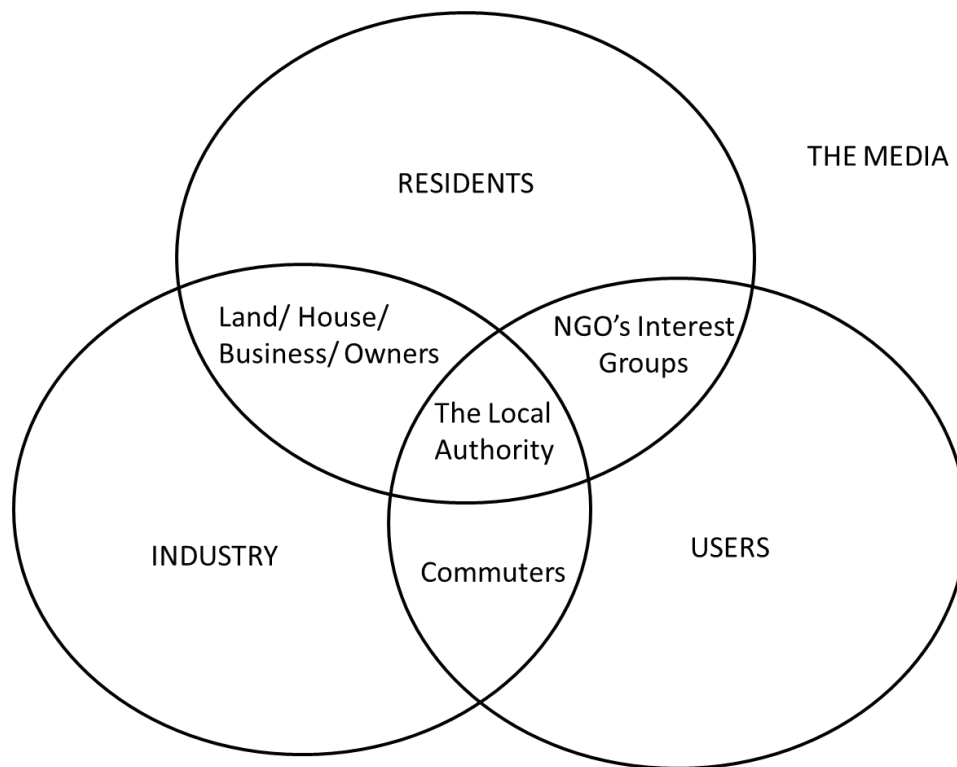 THE MEDIA
RESIDENTS
Land/ House/
Business/ Owners
NGO’s Interest
Groups
The Local
Authority
INDUSTRY
USERS
Commuters